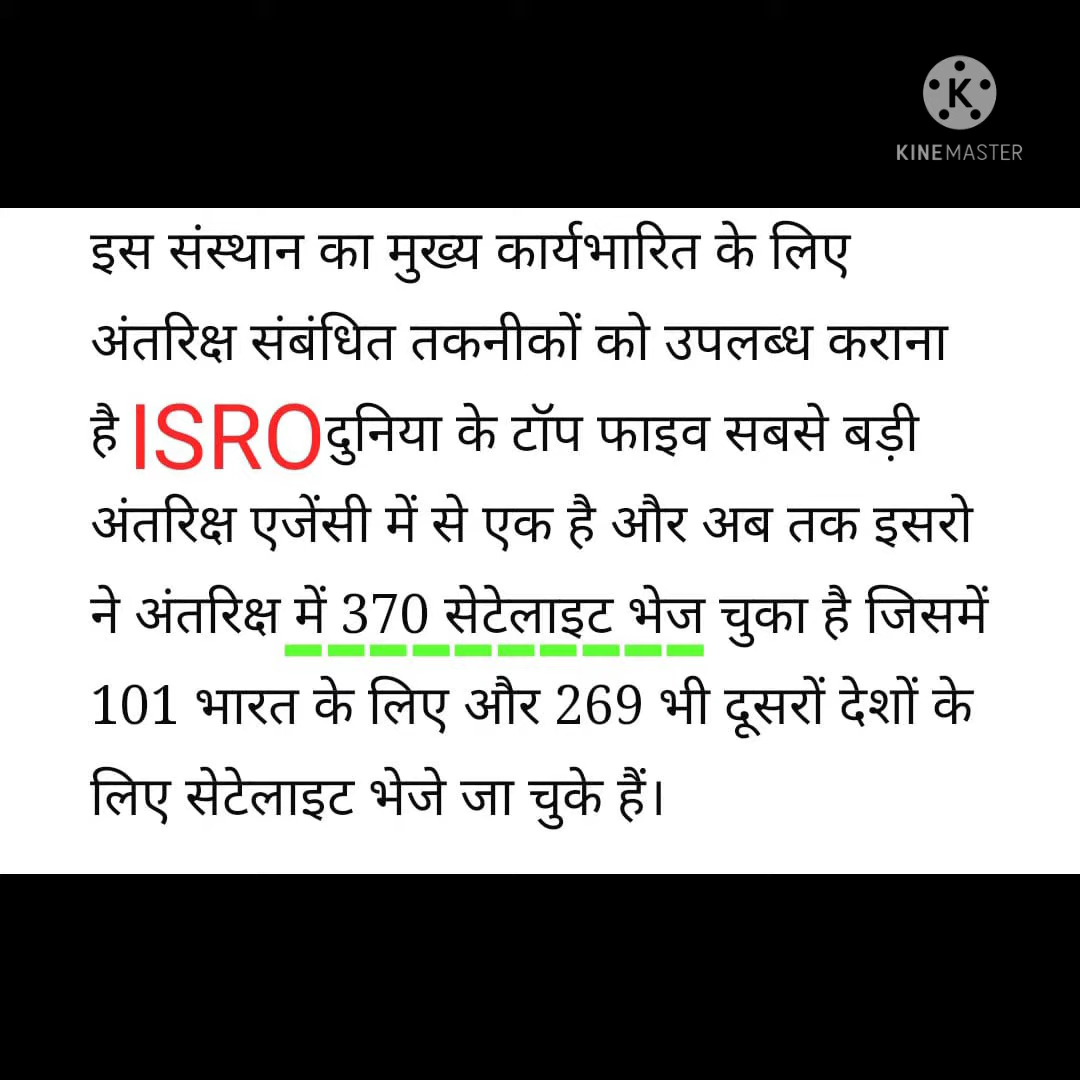 KINEMASTER
इस संस्थान का मुख्य कार्यभारित के लिए
अंतरिक्ष संबंधित तकनीकों को उपलब्ध कराना
है ISRO दुनिया के टॉप फाइव सबसे बड़ी
अंतरिक्ष एजेंसी में से एक है और अब तक इसरो
ने अंतरिक्ष में 370 सेटेलाइट भेज चुका है जिसमें
101 भारत के लिए और 269 भी दूसरों देशों के
लिए सेटेलाइट भेजे जा चुके हैं।